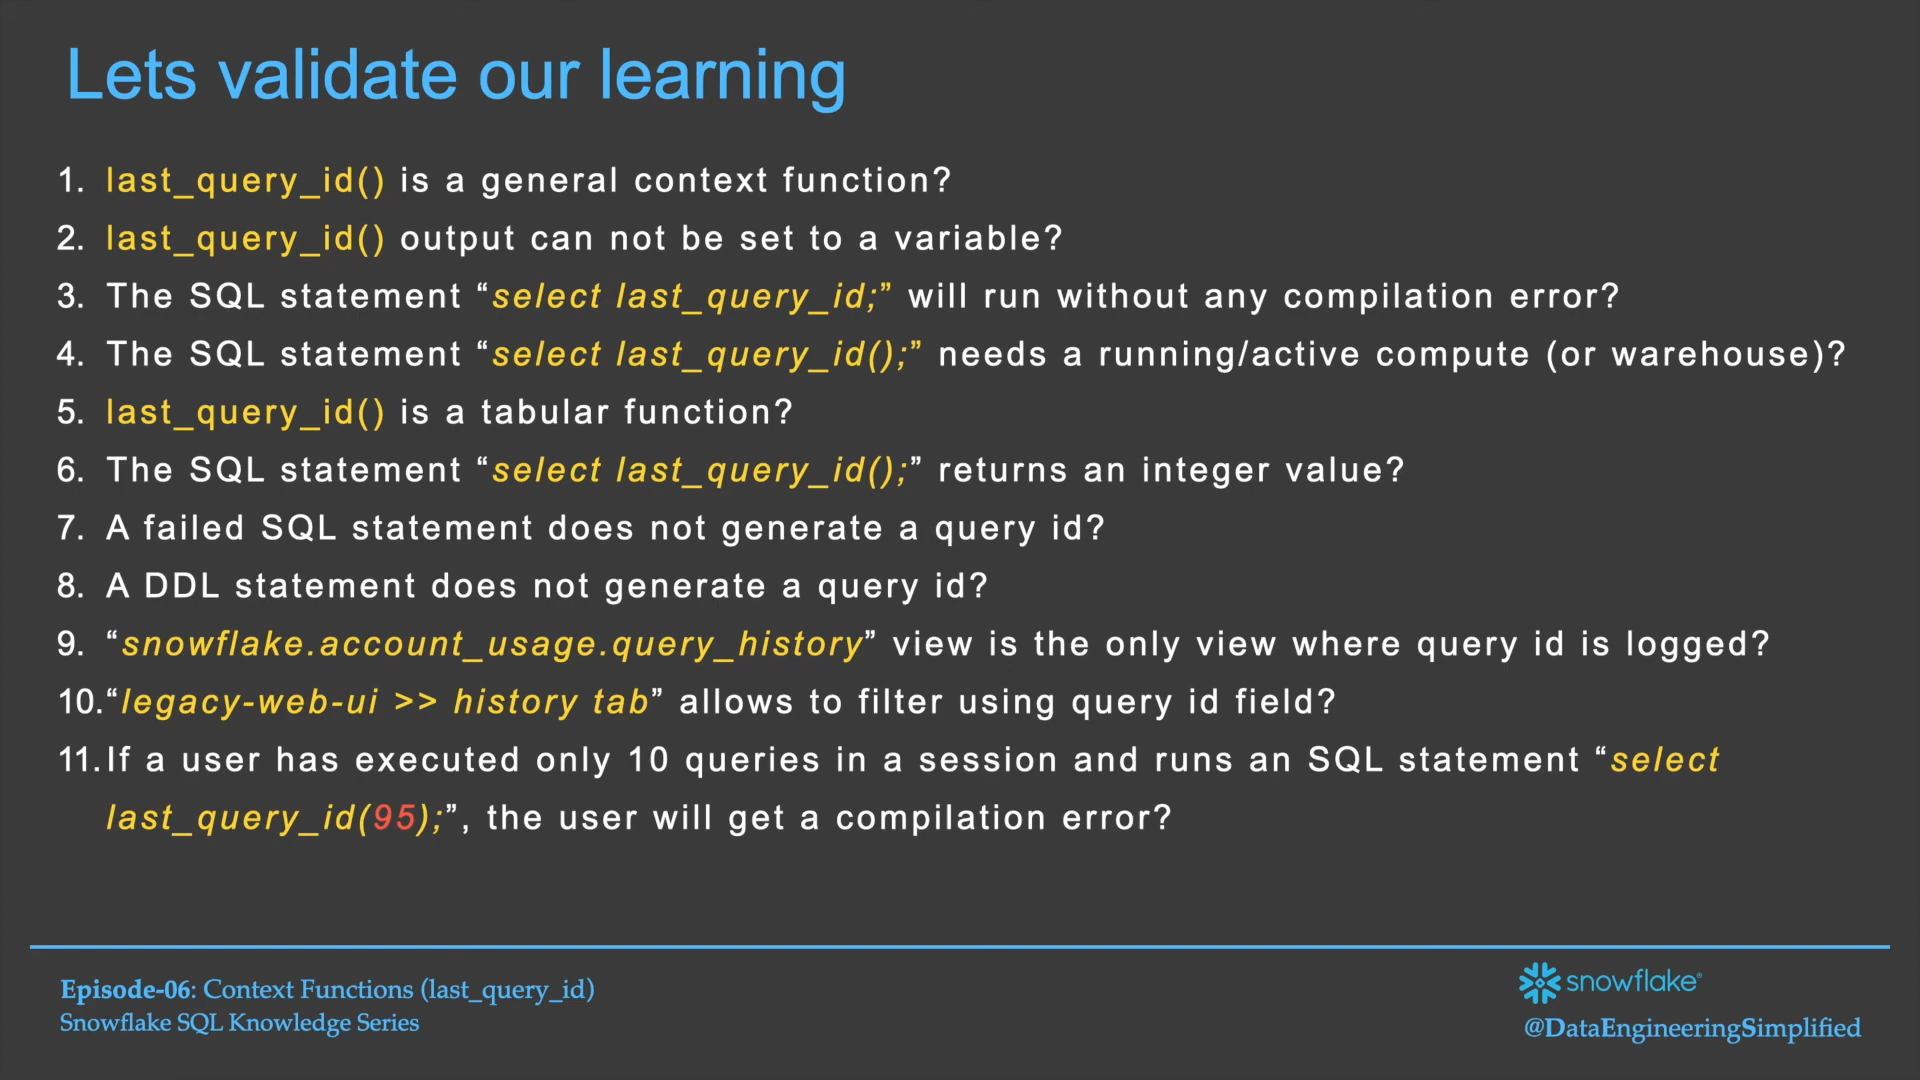 Lets validate our learning
1. last_query_id() is a general context function?
2. last_query_id() output can not be set to a variable?
3. The SQL statement “select last_query_id;” will run without any compilation error?
4. The SQL statement “select last_query_id();” needs a running/active compute (or warehouse)?
5. last_query_id() is a tabular function?
6. The SQL statement “select last_query_id();” returns an integer value?
7. A failed SQL statement does not generate a query id?
8. A DDL statement does not generate a query id?
9. “snowflake.account_usage.query_history” view is the only view where query id is logged?
10.“legacy-web-ui >> history tab” allows to filter using query id field?
11.If a user has executed only 10 queries in a session and runs an SQL statement “select
last_query_id(95);”, the user will get a compilation error?
Episode-06: Context Functions (last_query_id)
Snowflake SQL Knowledge Series
snowflake®
@DataEngineeringSimplified